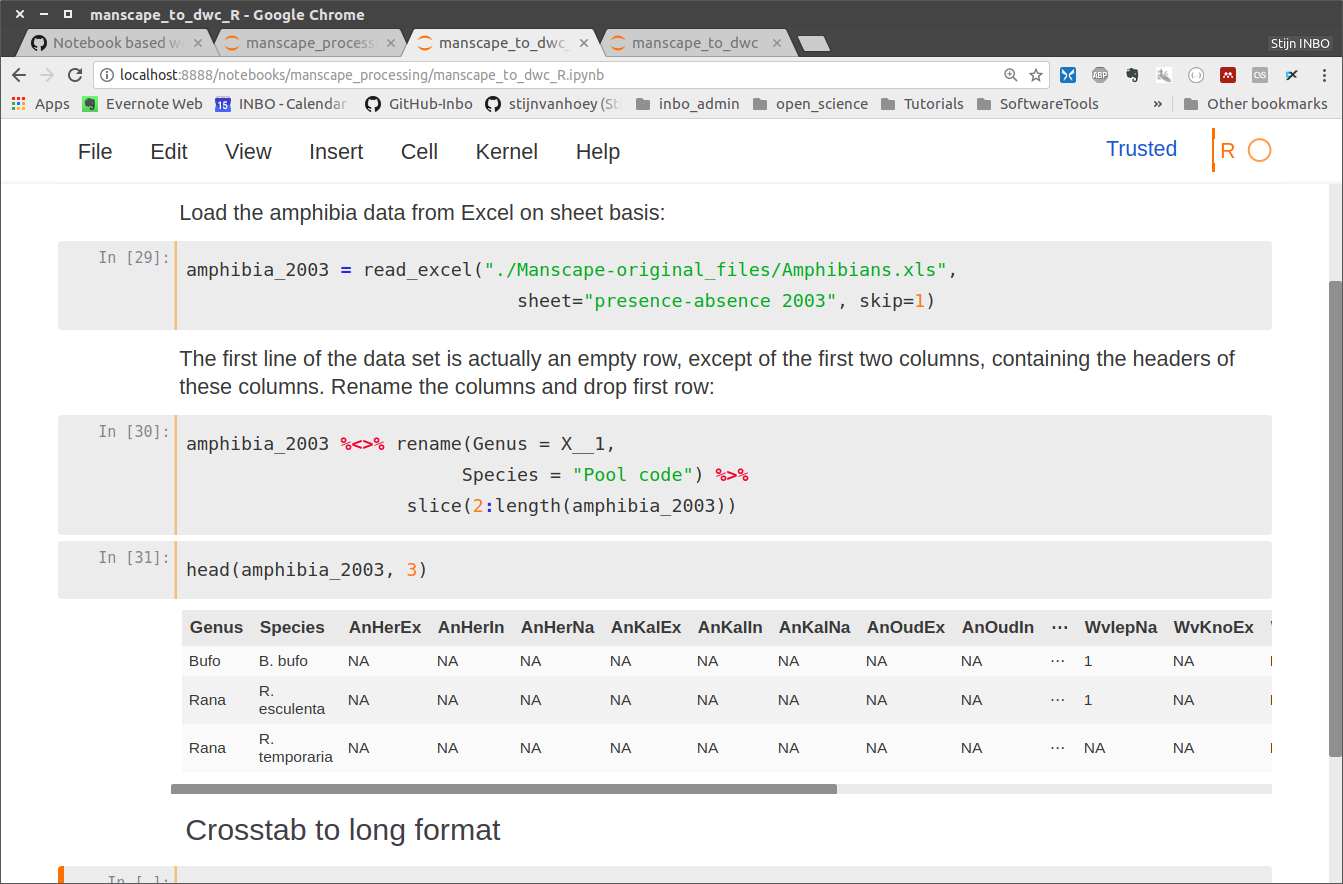 manscape_to_dwc_R - Google Chrome
Notebook based w
manscape_process
manscape_to_dwc_
manscape_to_dwc
Stijn INBO
localhost:8888/notebooks/manscape_processing/manscape_to_dwc_R.ipynb
ABP
OS
Apps
Evernote Web
15
INBO - Calendar
GitHub-Inbo
stijnvanhoey (St
inbo_admin
open_science
Tutorials
SoftwareTools
»
Other bookmarks
File Edit View Insert Cell Kernel Help
Trusted
R
Load the amphibia data from Excel on sheet basis:
In [29]:
amphibia_2003 = read_excel("./Manscape-original_files/Amphibians.xls",
sheet="presence-absence 2003", skip=1)
The first line of the data set is actually an empty row, except of the first two columns, containing the headers of
these columns. Rename the columns and drop first row:
In [30]:
amphibia_2003 %<>% rename(Genus = X__1,
Species = "Pool code") %>%
slice(2:length(amphibia_2003))
In [31]:
head(amphibia_2003, 3)
Genus Species AnHerEx AnHerIn AnHerNa AnKalEx AnKalIn AnKalNa AnOudEx AnOudIn ⋯ WvIepNa WvKnoEx
Bufo B. bufo NA NA NA NA NA NA NA NA ⋯ 1 NA
Rana R. esculenta NA NA NA NA NA NA NA NA ⋯ 1 NA
Rana R. temporaria NA NA NA NA NA NA NA NA ⋯ NA NA
Crosstab to long format
In [ ]: